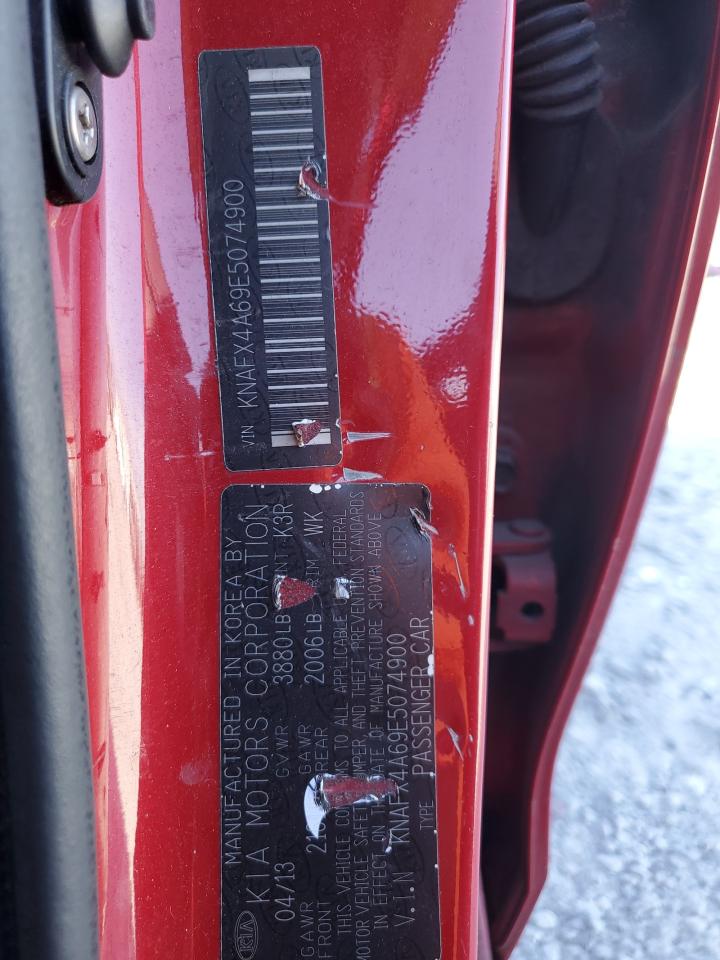 VIN KNAFX4A69E5074900
MANUFACTURED IN KOREA BY
KIA KIA MOTORS CORPORATION
04/13 GVWR 3880LB K3R
GAWR FRONT GAWR REAR 2006LB WK
THIS VEHICLE TO ALL APPLICABLE FEDERAL
MOTOR VEHICLE SAFETY AND THEFT PREVENTION STANDARDS
IN EFFECT ON THE DATE OF MANUFACTURE SHOWN ABOVE
V.I.N KNAFX4A69E5074900
TYPE PASSENGER CAR